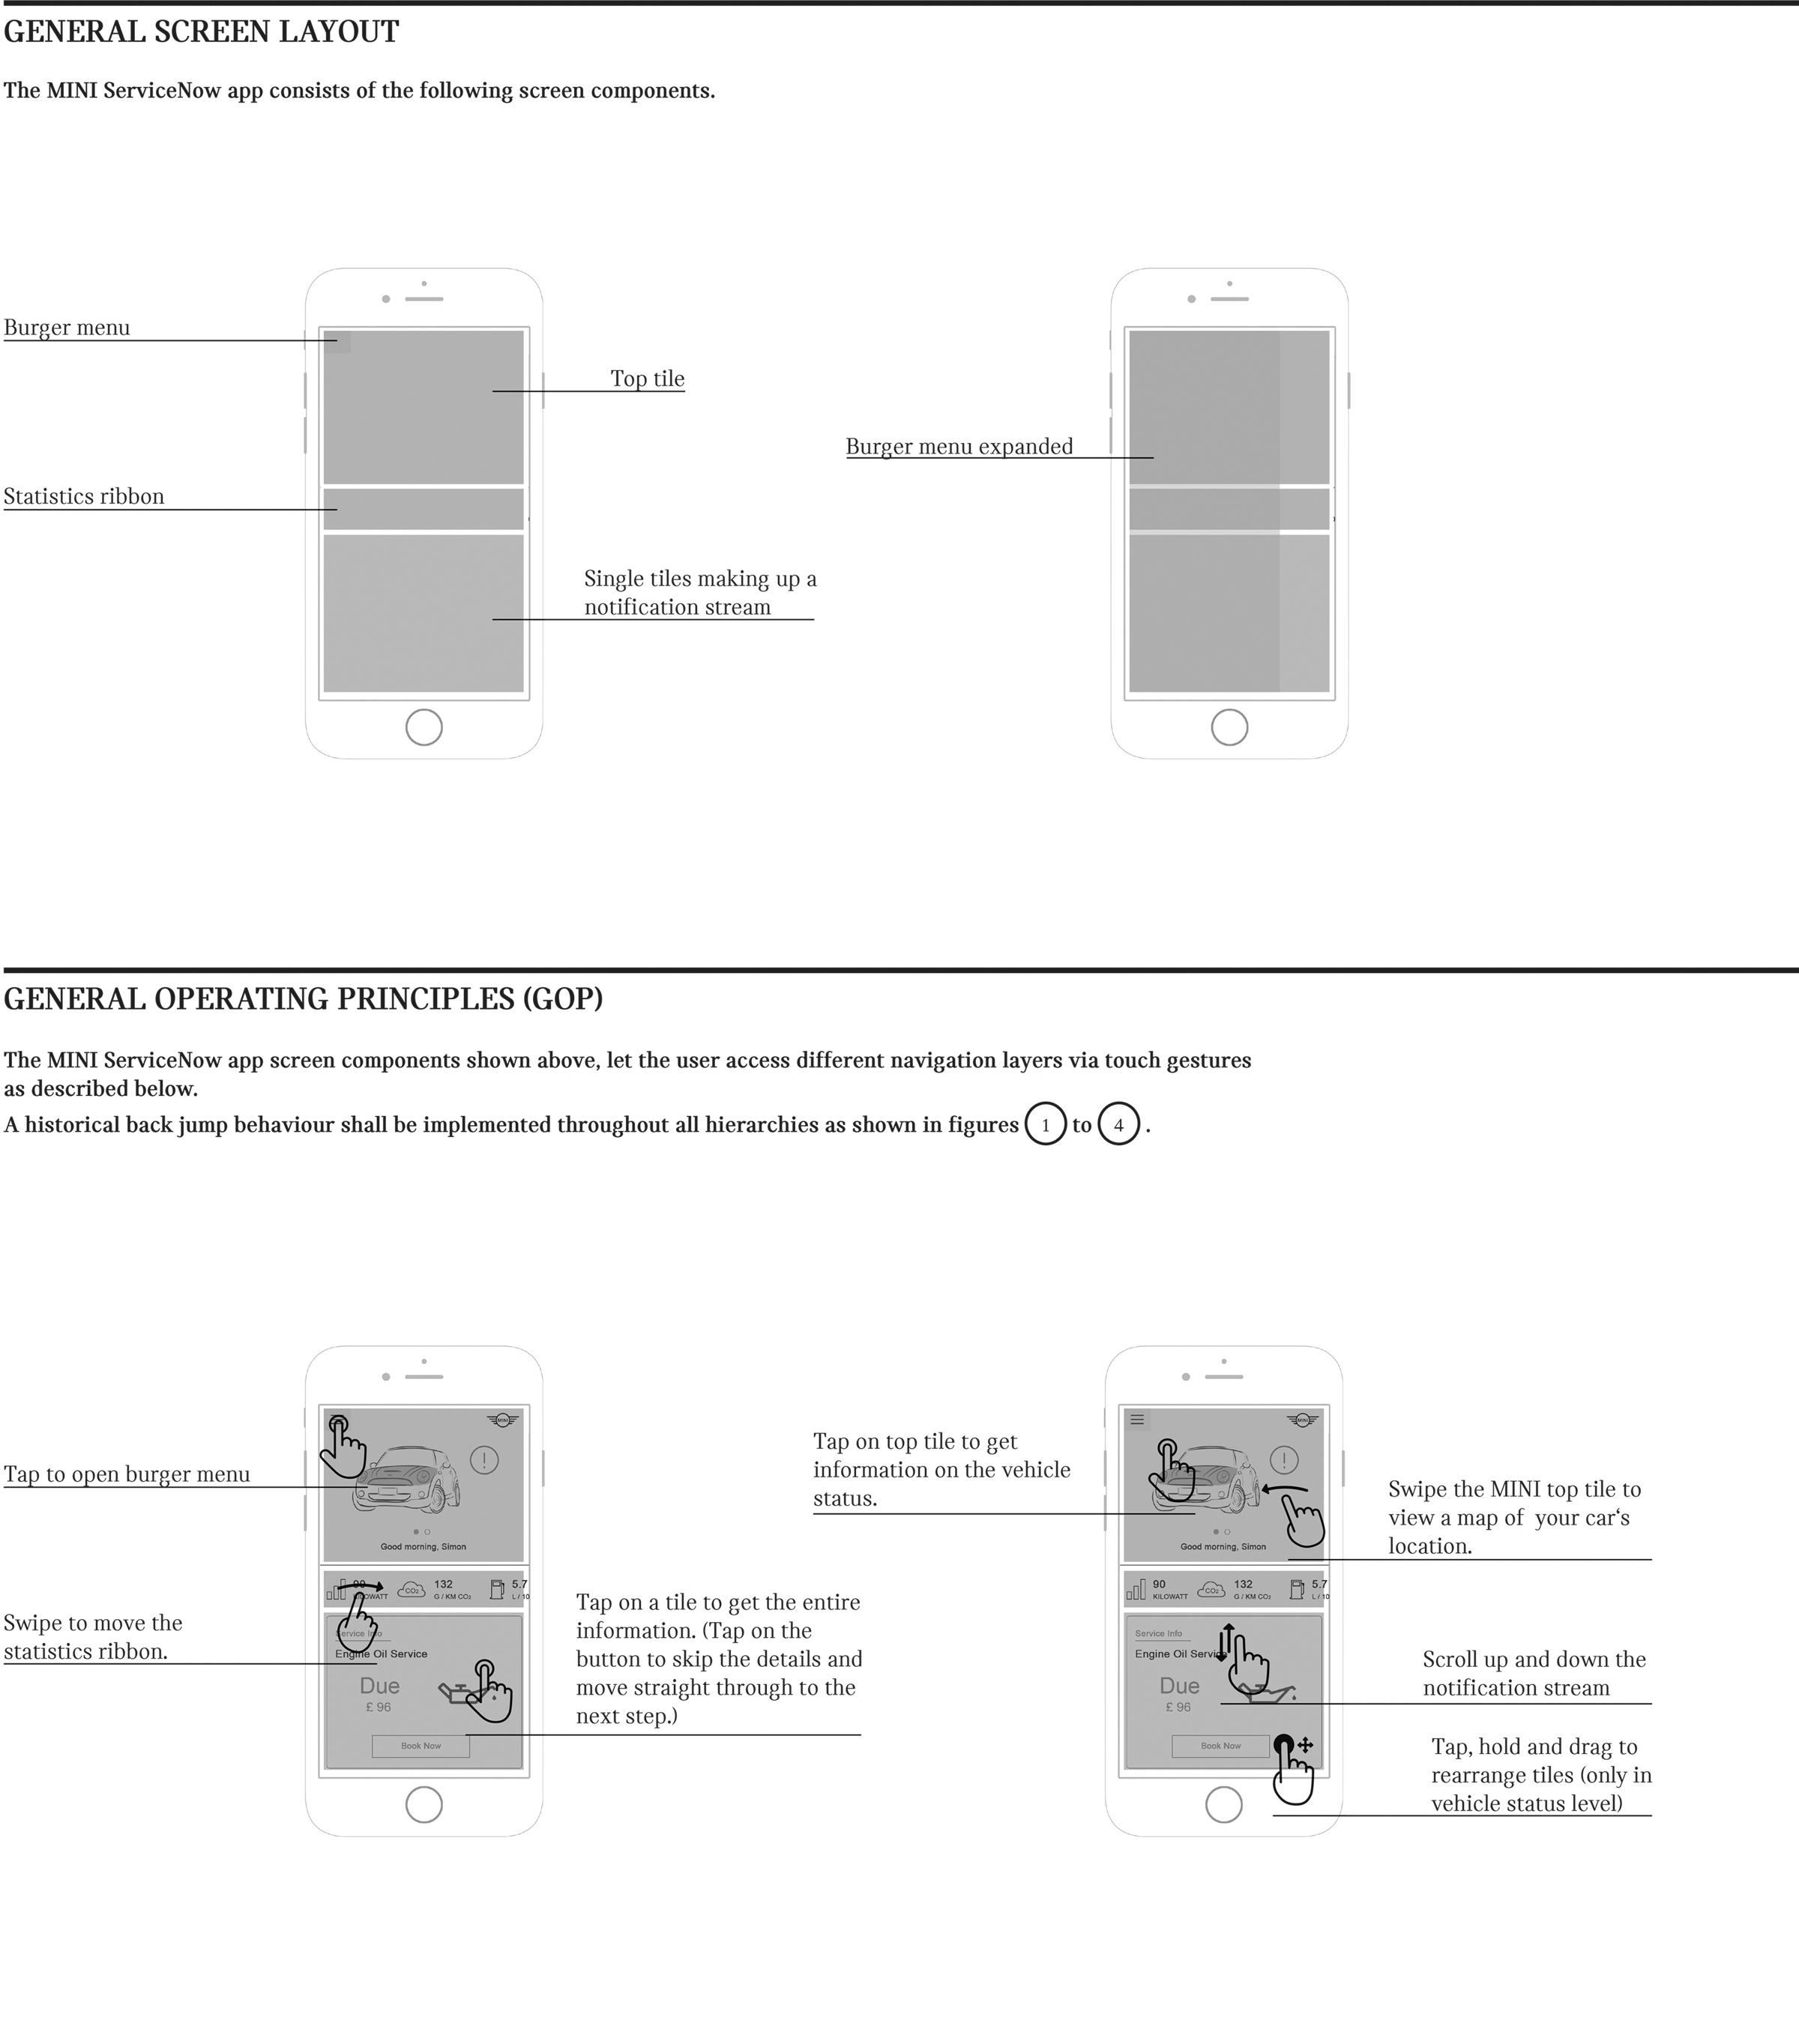 GENERAL SCREEN LAYOUT
The MINI ServiceNow app consists of the following screen components.
Burger menu
Top tile
Statistics ribbon
Single tiles making up a
notification stream
Burger menu expanded
GENERAL OPERATING PRINCIPLES (GOP)
The MINI ServiceNow app screen components shown above, let the user access different navigation layers via touch gestures
as described below.
A historical back jump behaviour shall be implemented throughout all hierarchies as shown in figures 1 to 4 .
Tap to open burger menu
Swipe to move the
statistics ribbon.
MINI
!
Good morning, Simon
90 CO2 132 5.7
KILOWATT G / KM CO2 L / 10
Service Info
Engine Oil Service
Due
£ 96
Book Now
Tap on a tile to get the entire
information. (Tap on the
button to skip the details and
move straight through to the
next step.)
Tap on top tile to get
information on the vehicle
status.
MINI
!
Good morning, Simon
90 CO2 132 5.7
KILOWATT G / KM CO2 L / 10
Service Info
Engine Oil Service
Due
£ 96
Book Now
Swipe the MINI top tile to
view a map of your car‘s
location.
Scroll up and down the
notification stream
Tap, hold and drag to
rearrange tiles (only in
vehicle status level)